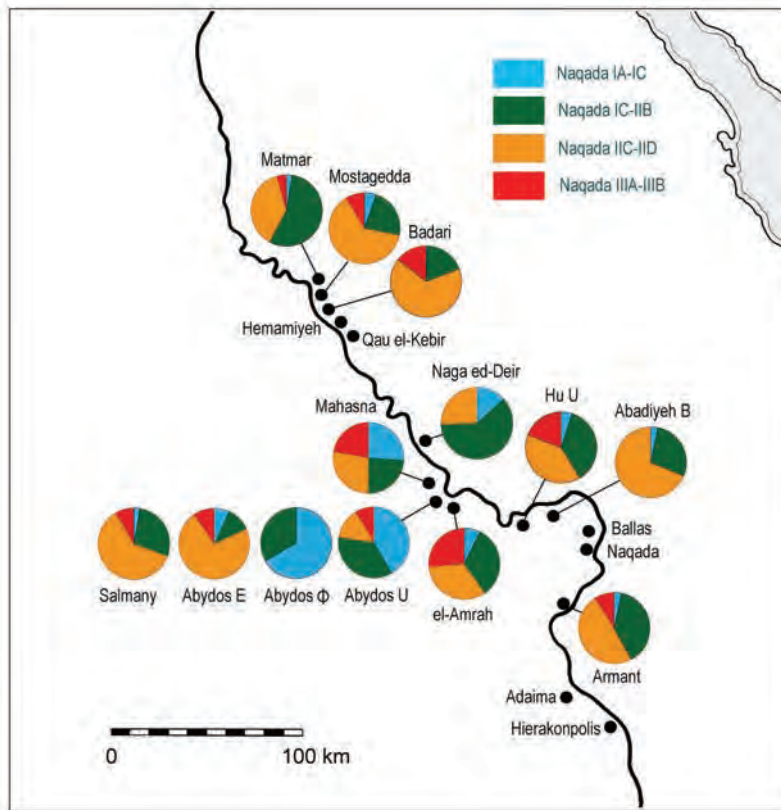 Naqada IA-IC
Naqada IC-IIB
Naqada IIC-IID
Naqada IIIA-IIIB
Matmar
Mostagedda
Badari
Hemamiyeh
Qau el-Kebir
Naga ed-Deir
Mahasna
Hu U
Abadiyeh B
Ballas
Naqada
Salmany
Abydos E
Abydos Φ
Abydos U
el-Amrah
Armant
Adaima
Hierakonpolis
0
100 km